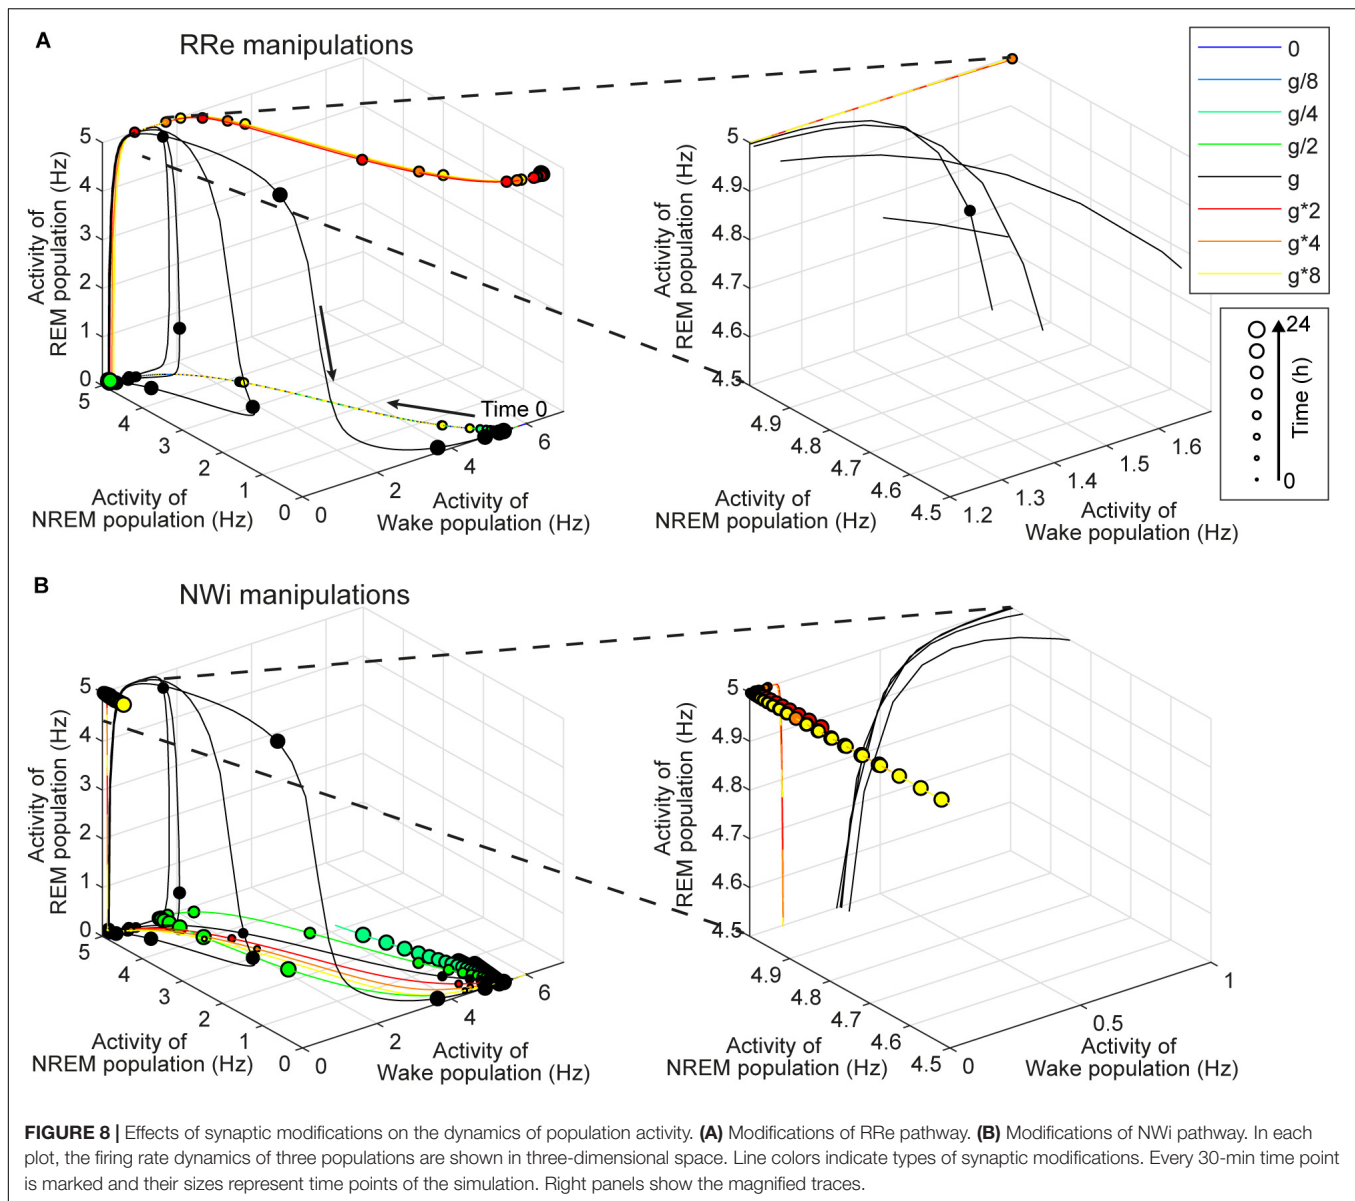 A
RRe manipulations
5
4
3
2
1
0
Activity of
REM population (Hz)
5
4
3
2
1
0
Activity of
NREM population (Hz)
0
2
4
6
Activity of
Wake population (Hz)
Time 0
5
4.9
4.8
4.7
4.6
4.5
Activity of
REM population (Hz)
4.9
4.8
4.7
4.6
4.5
Activity of
NREM population (Hz)
1.2
1.3
1.4
1.5
1.6
Activity of
Wake population (Hz)
0
g/8
g/4
g/2
g
g*2
g*4
g*8
24
Time (h)
0
B
NWi manipulations
5
4
3
2
1
0
Activity of
REM population (Hz)
5
4
3
2
1
0
Activity of
NREM population (Hz)
0
2
4
6
Activity of
Wake population (Hz)
5
4.9
4.8
4.7
4.6
4.5
Activity of
REM population (Hz)
4.9
4.8
4.7
4.6
4.5
Activity of
NREM population (Hz)
0
0.5
1
Activity of
Wake population (Hz)
FIGURE 8 | Effects of synaptic modifications on the dynamics of population activity. (A) Modifications of RRe pathway. (B) Modifications of NWi pathway. In each
plot, the firing rate dynamics of three populations are shown in three-dimensional space. Line colors indicate types of synaptic modifications. Every 30-min time point
is marked and their sizes represent time points of the simulation. Right panels show the magnified traces.